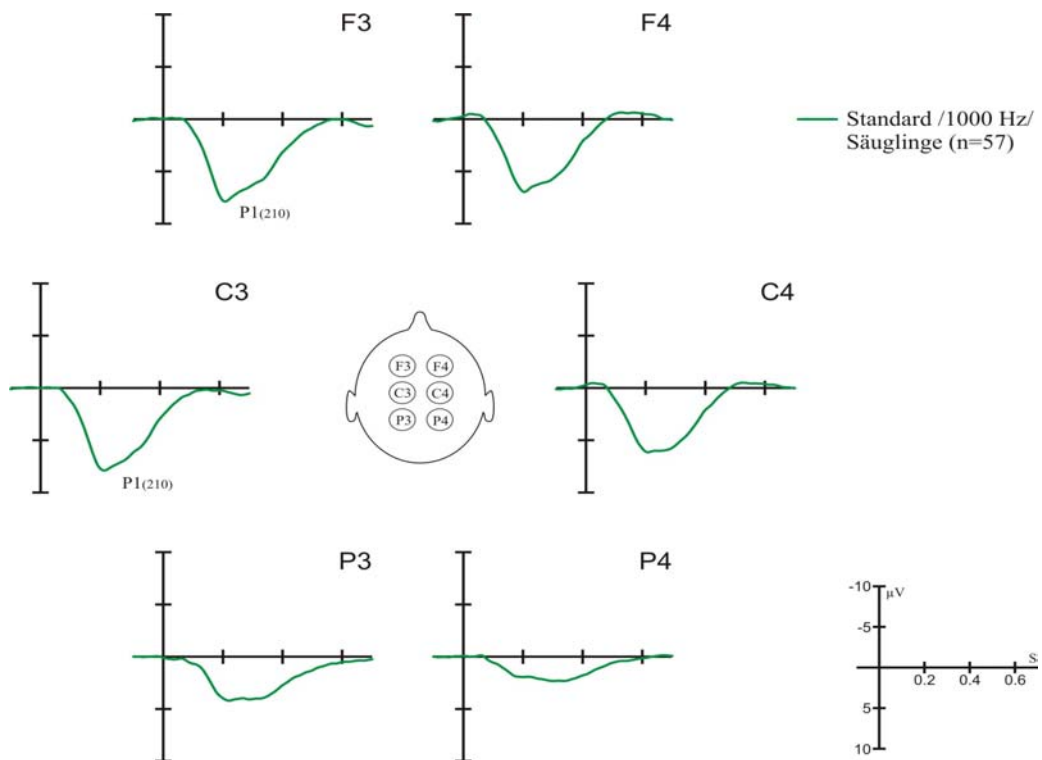 F3
F4
Standard /1000 Hz/
Säuglinge (n=57)
P1(210)
C3
C4
F3 F4
C3 C4
P3 P4
P1(210)
P3
P4
-10
µV
-5
0.2 0.4 0.6
5
10